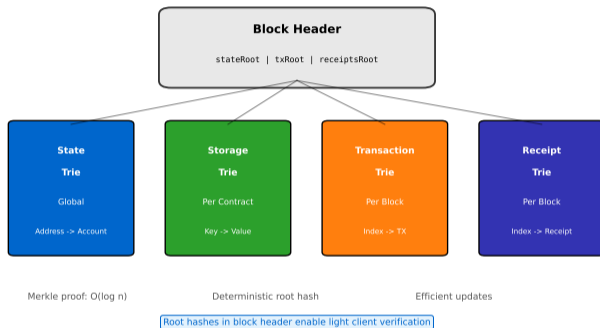 Block Header
stateRoot | txRoot | receiptsRoot
State
Trie
Global
Address -> Account
Storage
Trie
Per Contract
Key -> Value
Transaction
Trie
Per Block
Index -> TX
Receipt
Trie
Per Block
Index -> Receipt
Merkle proof: O(log n)
Deterministic root hash
Efficient updates
Root hashes in block header enable light client verification